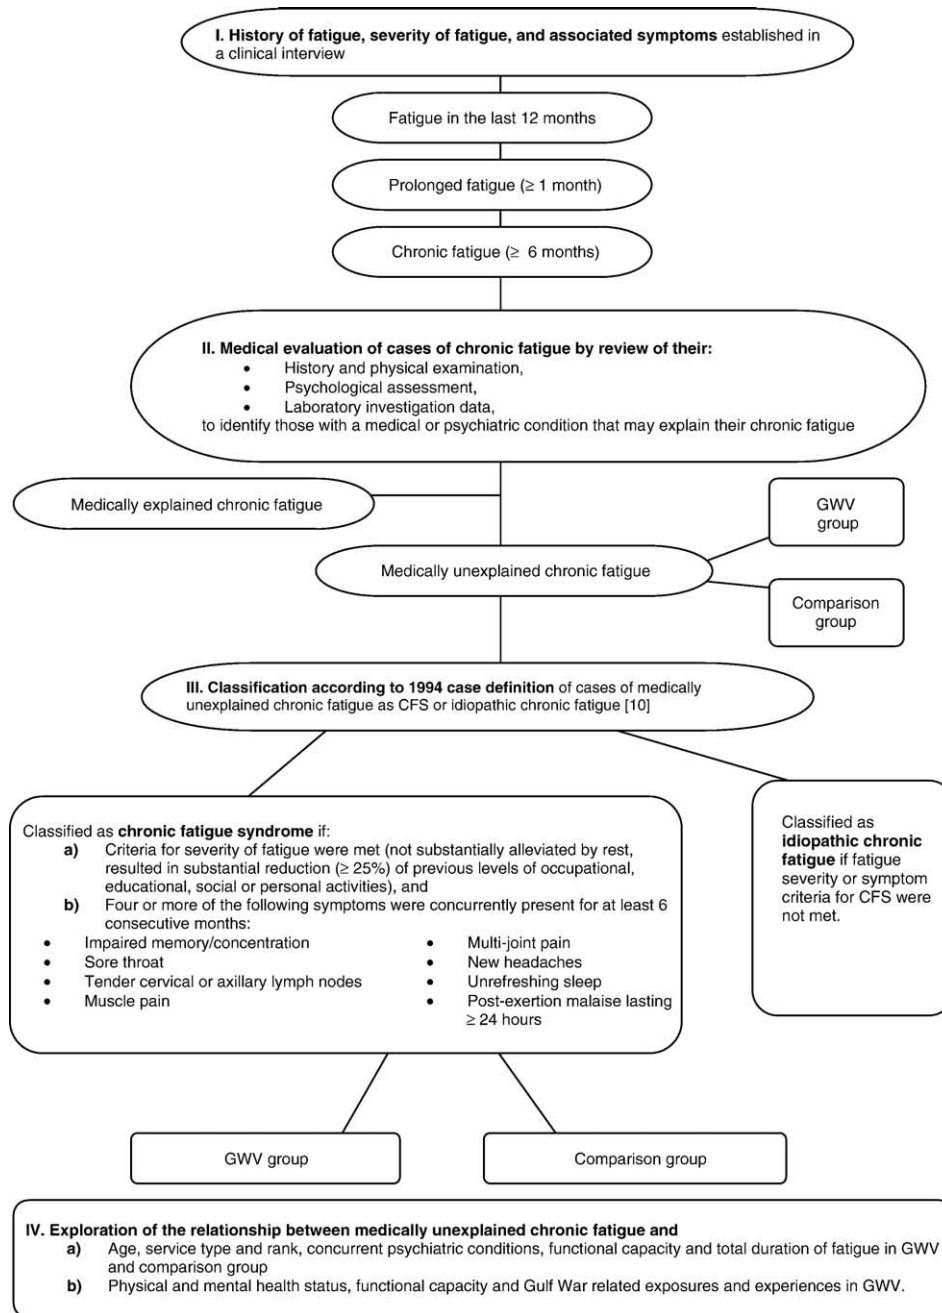 I. History of fatigue, severity of fatigue, and associated symptoms established in
a clinical interview
Fatigue in the last 12 months
Prolonged fatigue (≥ 1 month)
Chronic fatigue (≥ 6 months)
II. Medical evaluation of cases of chronic fatigue by review of their:
• History and physical examination,
• Psychological assessment,
• Laboratory investigation data,
to identify those with a medical or psychiatric condition that may explain their chronic fatigue
Medically explained chronic fatigue
GWV
group
Medically unexplained chronic fatigue
Comparison
group
III. Classification according to 1994 case definition of cases of medically
unexplained chronic fatigue as CFS or idiopathic chronic fatigue [10]
Classified as chronic fatigue syndrome if:
a) Criteria for severity of fatigue were met (not substantially alleviated by rest,
resulted in substantial reduction (≥ 25%) of previous levels of occupational,
educational, social or personal activities), and
b) Four or more of the following symptoms were concurrently present for at least 6
consecutive months:
• Impaired memory/concentration
• Sore throat
• Tender cervical or axillary lymph nodes
• Muscle pain
• Multi-joint pain
• New headaches
• Unrefreshing sleep
• Post-exertion malaise lasting
≥ 24 hours
Classified as
idiopathic chronic
fatigue if fatigue
severity or symptom
criteria for CFS were
not met.
GWV group
Comparison group
IV. Exploration of the relationship between medically unexplained chronic fatigue and
a) Age, service type and rank, concurrent psychiatric conditions, functional capacity and total duration of fatigue in GWV
and comparison group
b) Physical and mental health status, functional capacity and Gulf War related exposures and experiences in GWV.